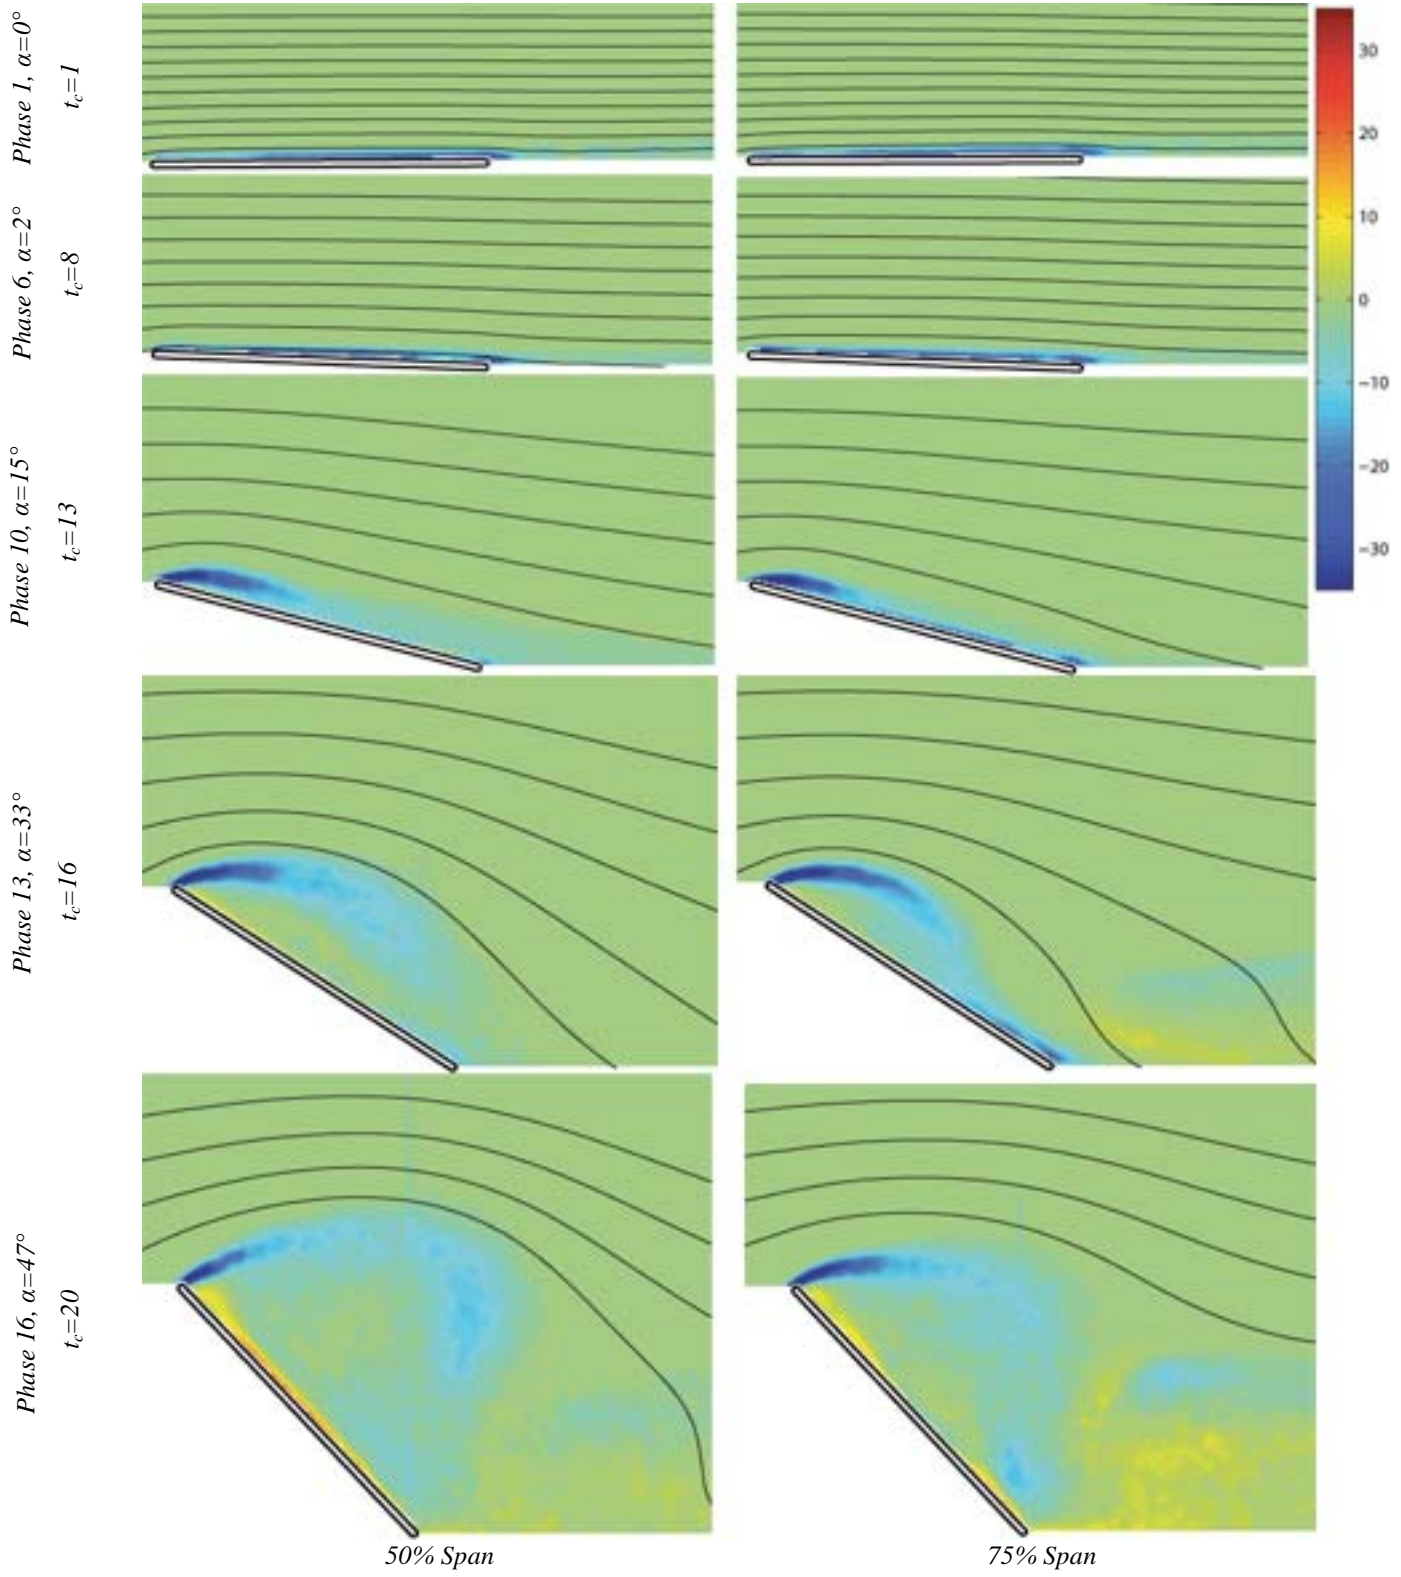 Phase 1, α=0°
t_c=1
Phase 6, α=2°
t_c=8
Phase 10, α=15°
t_c=13
Phase 13, α=33°
t_c=16
Phase 16, α=47°
t_c=20
30
20
10
0
−10
−20
−30
50% Span
75% Span